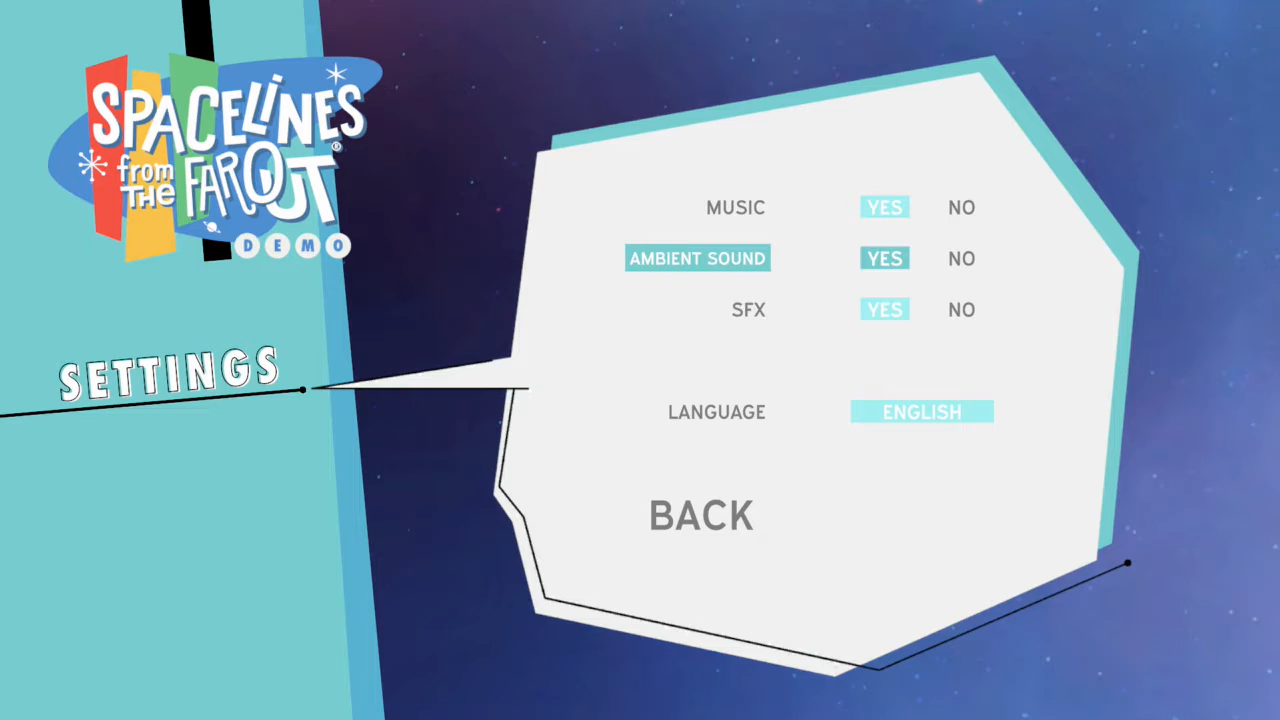 SPACELINES
from
THE FAROUT®
DEMO
SETTINGS
MUSIC YES NO
AMBIENT SOUND YES NO
SFX YES NO
LANGUAGE ENGLISH
BACK